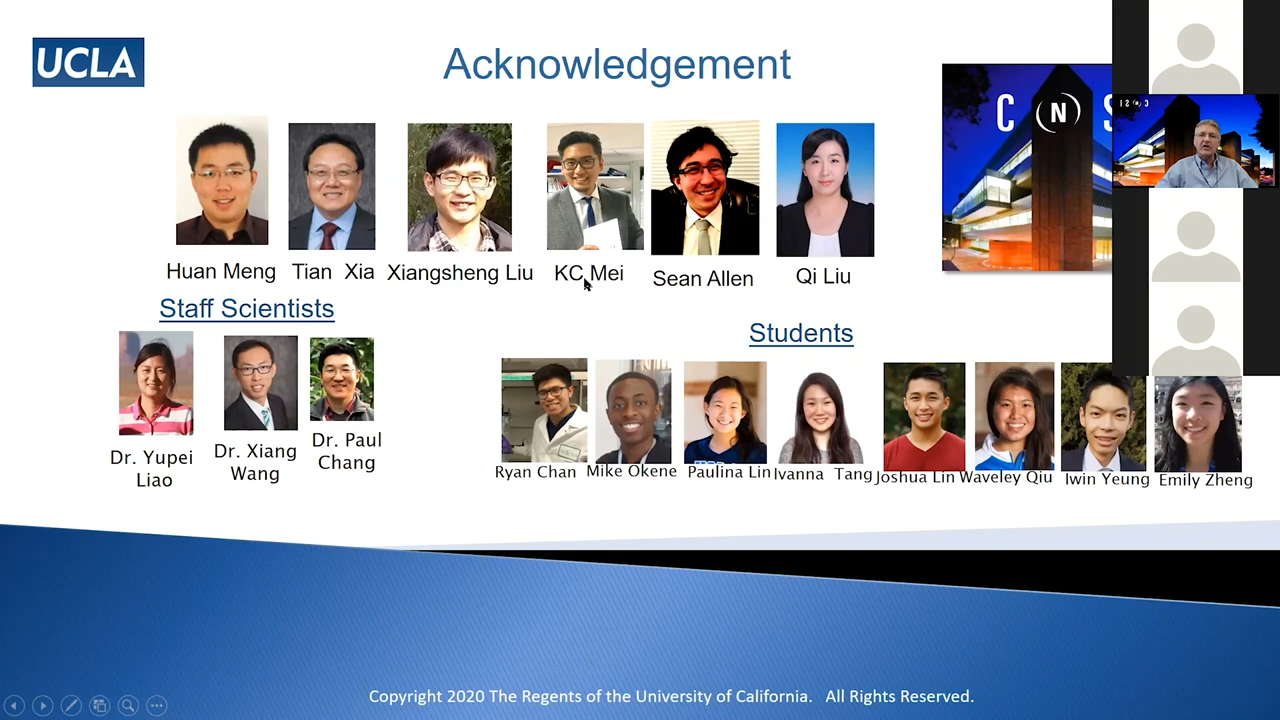 UCLA
Acknowledgement
C N S
C N SI
Huan Meng
Tian Xia
Xiangsheng Liu
KC Mei
Sean Allen
Qi Liu
Staff Scientists
Students
Dr. Yupei
Liao
Dr. Xiang
Wang
Dr. Paul
Chang
Ryan Chan
Mike Okene
Paulina Lin
Ivanna Tang
Joshua Lin
Waveley Qiu
Iwin Yeung
Emily Zheng
Copyright 2020 The Regents of the University of California. All Rights Reserved.